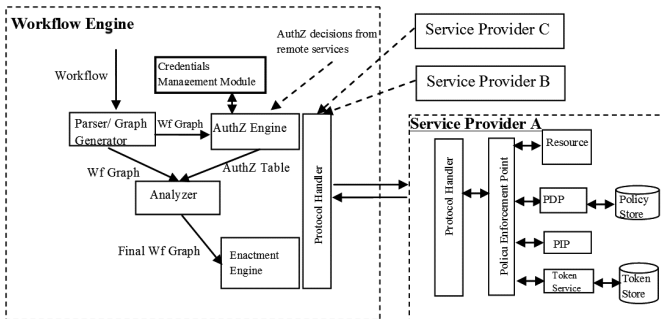 Workflow Engine
AuthZ decisions from
remote services
Service Provider C
Service Provider B
Workflow
Credentials
Management Module
Parser/ Graph
Generator
Wf Graph
AuthZ Engine
Wf Graph
AuthZ Table
Analyzer
Final Wf Graph
Enactment
Engine
Protocol Handler
Service Provider A
Protocol Handler
Policu Enforcement Point
Resource
PDP
Policy
Store
PIP
Token
Service
Token
Store